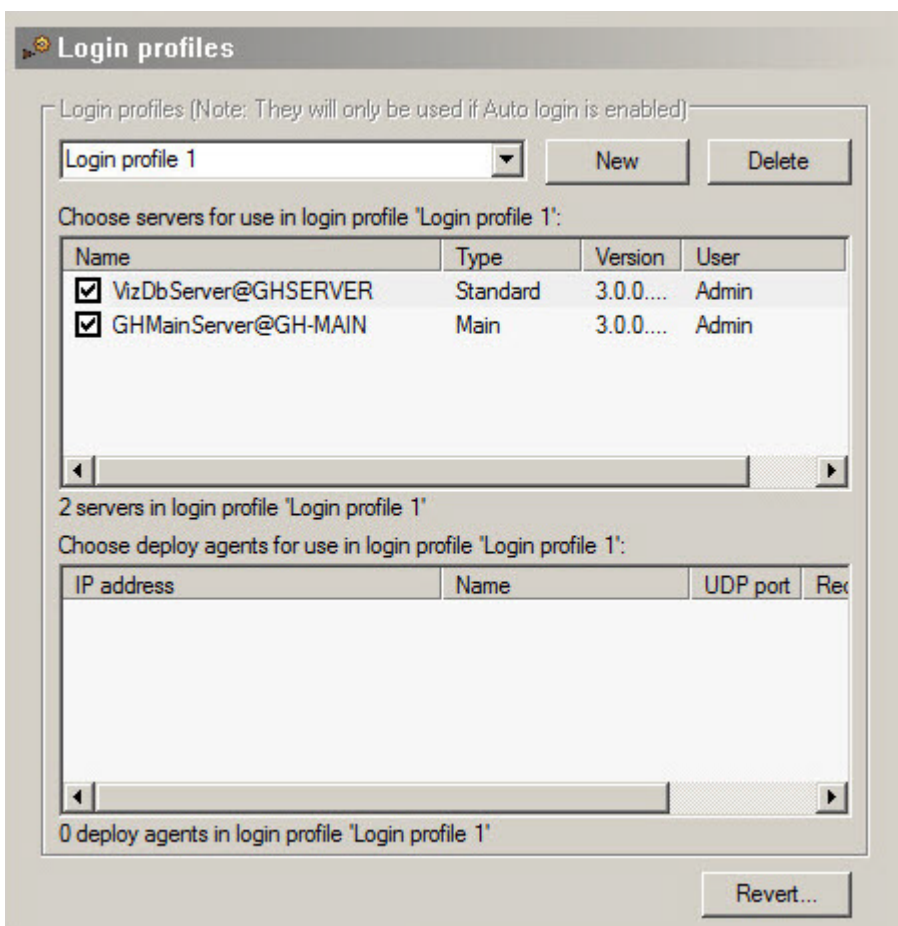 Login profiles
Login profiles (Note: They will only be used if Auto login is enabled)
Login profile 1 New Delete
Choose servers for use in login profile 'Login profile 1':
Name Type Version User
VizDbServer@GHSERVER Standard 3.0.0.... Admin
GHMainServer@GH-MAIN Main 3.0.0.... Admin
2 servers in login profile 'Login profile 1'
Choose deploy agents for use in login profile 'Login profile 1':
IP address Name UDP port Rec
0 deploy agents in login profile 'Login profile 1'
Revert...